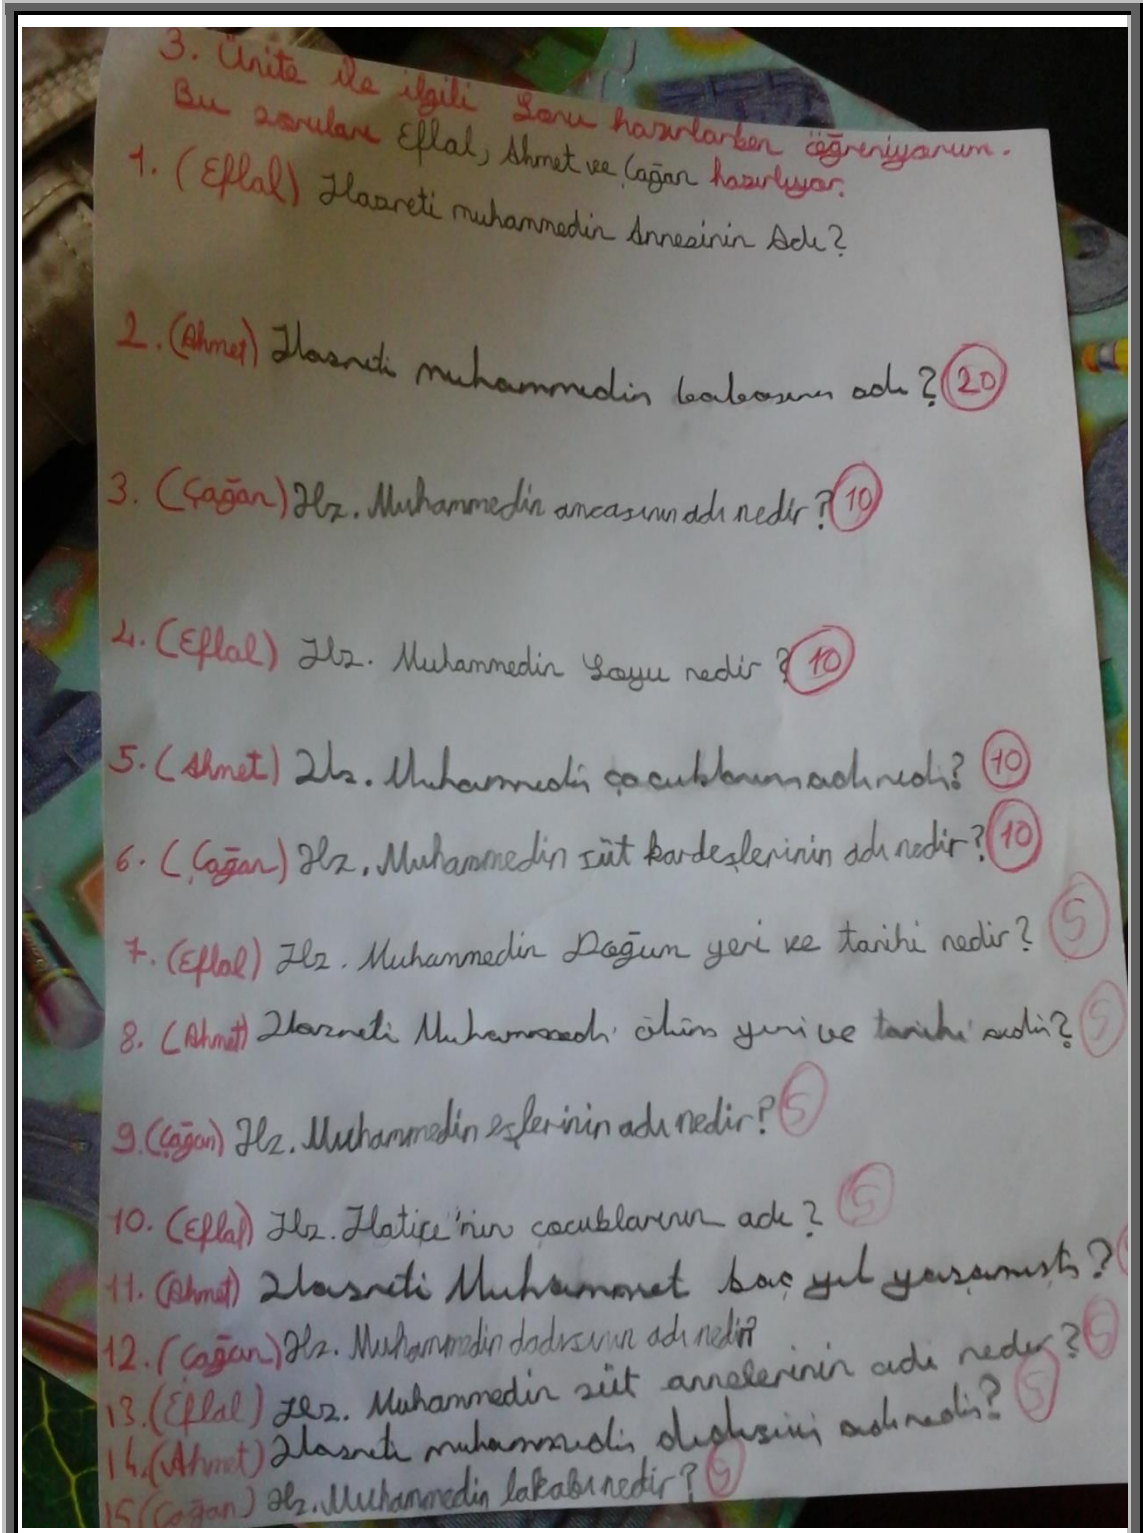 3. Ünite ile ilgili Soru hazırlarken öğreniyorum.
Bu soruları Eflal, Ahmet ve Çağan hazırlıyor.
1. (Eflal) Hazreti muhammedin Annesinin Adı?
2. (Ahmet) Hazreti muhammedin babasının adı? 20
3. (Çağan) Hz. Muhammedin amcasının adı nedir? 10
4. (Eflal) Hz. Muhammedin Soyu nedir? 10
5. (Ahmet) Hz. Muhammedin çocuklarının adı nedir? 10
6. (Çağan) Hz. Muhammedin süt kardeşlerinin adı nedir? 10
7. (Eflal) Hz. Muhammedin Doğum yeri ve tarihi nedir? 5
8. (Ahmet) Hazreti Muhammedi ölüm yeri ve tarihi nedir? 5
9. (Çağan) Hz. Muhammedin eşlerinin adı nedir? 5
10. (Eflal) Hz. Hatice'nin çocuklarının adı? 5
11. (Ahmet) Hazreti Muhammet kaç yıl yaşamıştı?
12. (Çağan) Hz. Muhammedin dadısının adı nedir?
13. (Eflal) Hz. Muhammedin süt annelerinin adı nedir? 5
14. (Ahmet) Hazreti muhammedin dedesinin adı nedir? 5
15 (Çağan) Hz. Muhammedin lakabı nedir? 5